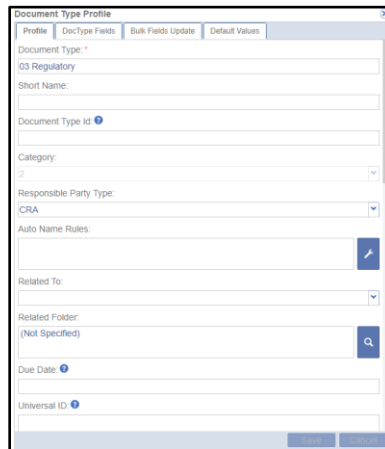 Document Type Profile
Profile DocType Fields Bulk Fields Update Default Values
Document Type: *
03 Regulatory
Short Name:
Document Type Id:
Category:
2
Responsible Party Type:
CRA
Auto Name Rules:
Related To:
Related Folder:
(Not Specified)
Due Date:
Universal ID:
Save Cancel